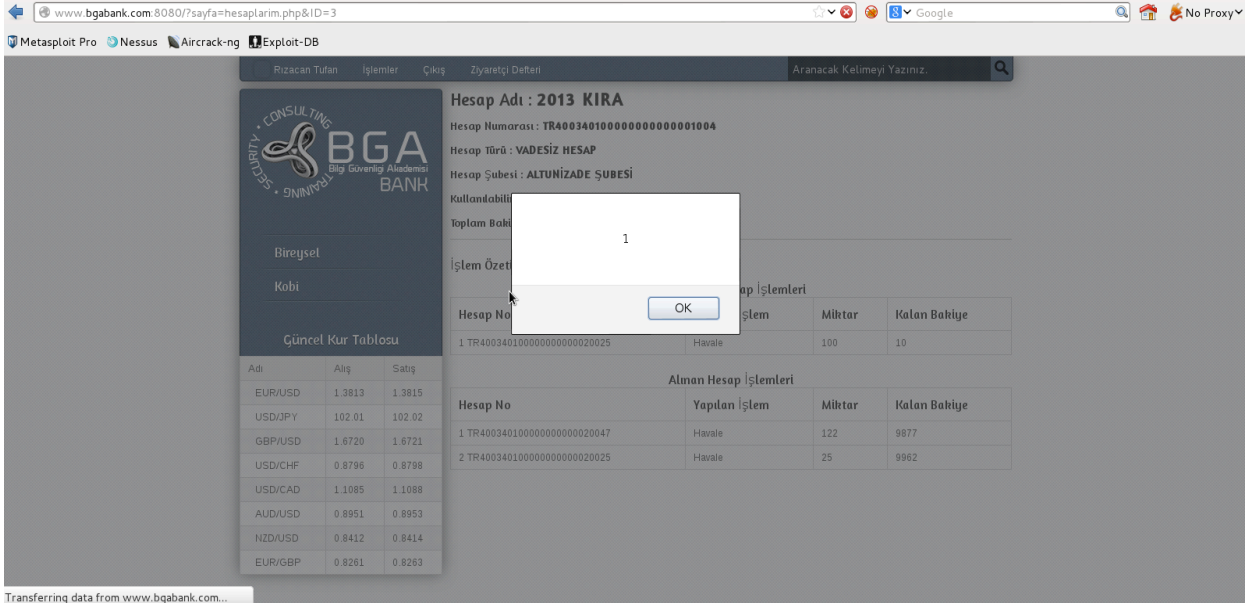 www.bgabank.com:8080/?sayfa=hesaplarim.php&ID=3
8 Google
No Proxy
Metasploit Pro Nessus Aircrack-ng Exploit-DB
Rızacan Tufan İşlemler Çıkış Ziyaretçi Defteri Aranacak Kelimeyi Yazınız.
SECURITY · CONSULTING · TRAINING
BGA
Bilgi Güvenliği Akademisi
BANK
Bireysel
Kobi
Güncel Kur Tablosu
Adı Alış Satış
EUR/USD 1.3813 1.3815
USD/JPY 102.01 102.02
GBP/USD 1.6720 1.6721
USD/CHF 0.8796 0.8798
USD/CAD 1.1085 1.1088
AUD/USD 0.8951 0.8953
NZD/USD 0.8412 0.8414
EUR/GBP 0.8261 0.8263
Hesap Adı : 2013 KIRA
Hesap Numarası : TR400340100000000000001004
Hesap Türü : VADESİZ HESAP
Hesap Şubesi : ALTUNİZADE ŞUBESİ
Kullanılabili
Toplam Baki
İşlem Özeti
1
OK
ap İşlemleri
Hesap No şlem Miktar Kalan Bakiye
1 TR400340100000000000020025 Havale 100 10
Alınan Hesap İşlemleri
Hesap No Yapılan İşlem Miktar Kalan Bakiye
1 TR400340100000000000020047 Havale 122 9877
2 TR400340100000000000020025 Havale 25 9962
Transferring data from www.bgabank.com...